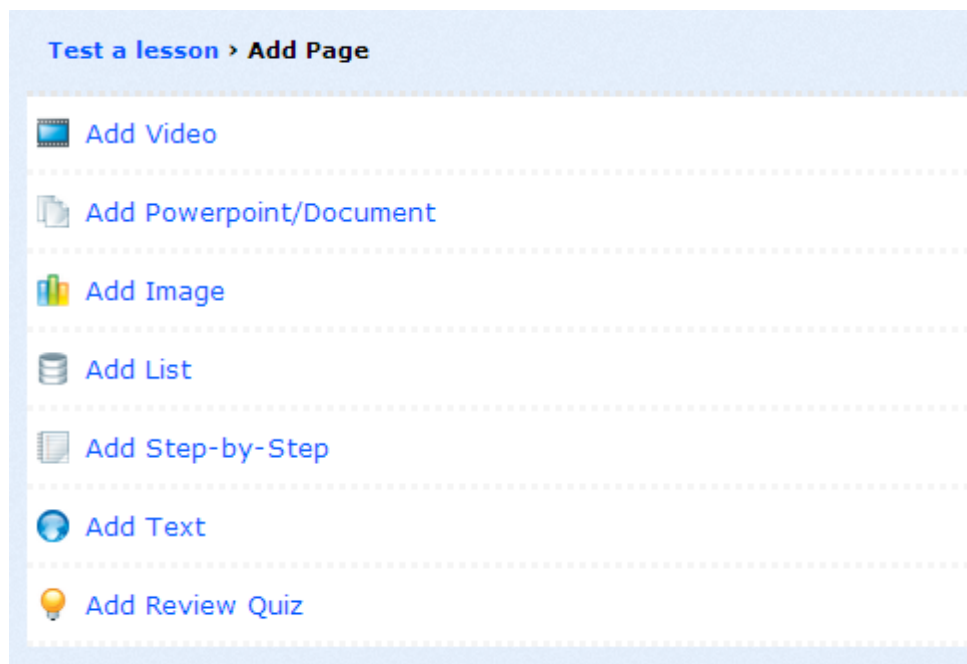 Test a lesson › Add Page
Add Video
Add Powerpoint/Document
Add Image
Add List
Add Step-by-Step
Add Text
Add Review Quiz